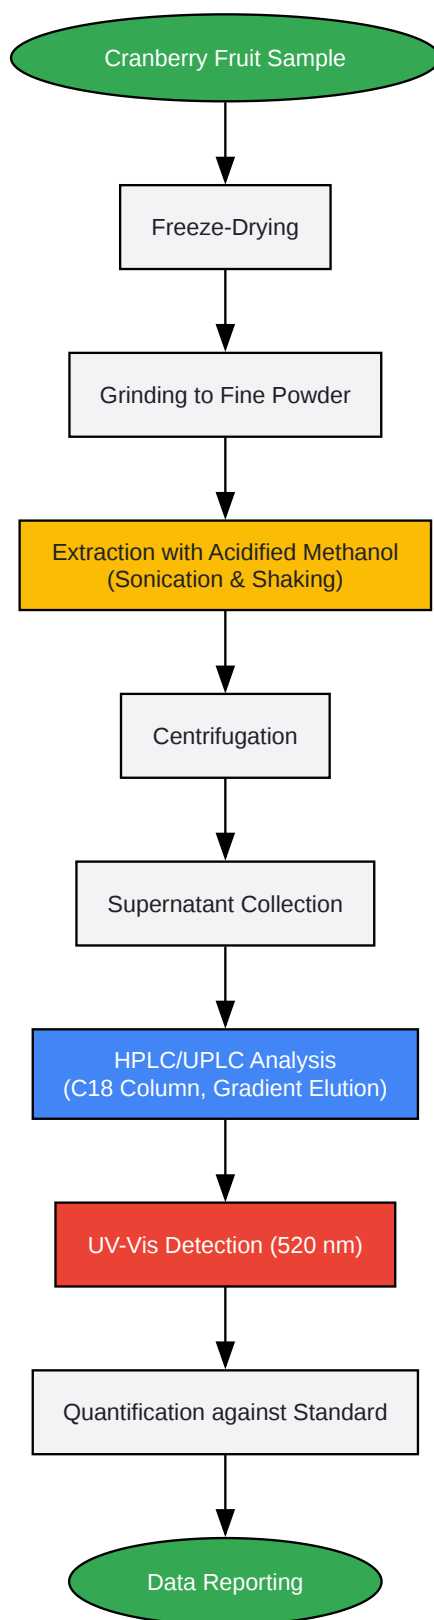 Cranberry Fruit Sample
Freeze-Drying
Grinding to Fine Powder
Extraction with Acidified Methanol
(Sonication & Shaking)
Centrifugation
Supernatant Collection
HPLC/UPLC Analysis
(C18 Column, Gradient Elution)
UV-Vis Detection (520 nm)
Quantification against Standard
Data Reporting